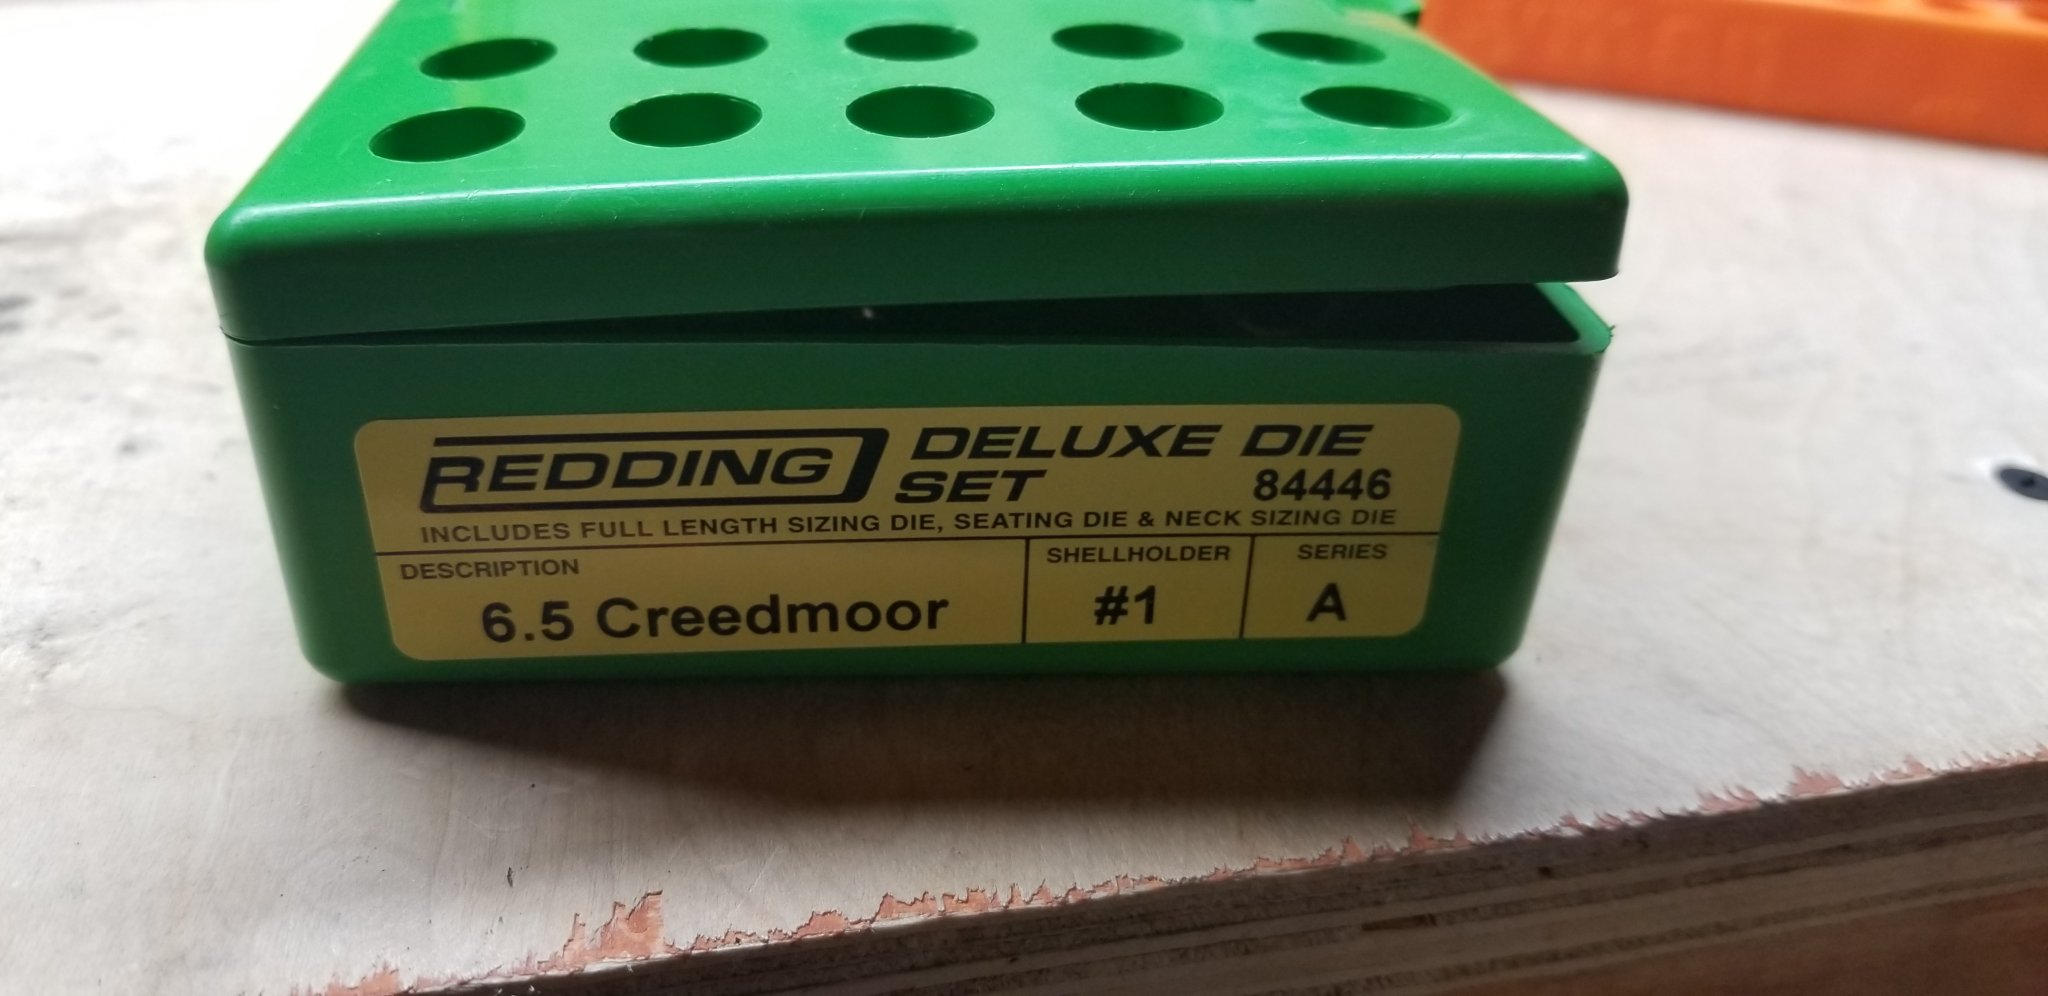 REDDING DELUXE DIE
SET 84446
INCLUDES FULL LENGTH SIZING DIE, SEATING DIE & NECK SIZING DIE
DESCRIPTION SHELLHOLDER SERIES
6.5 Creedmoor #1 A